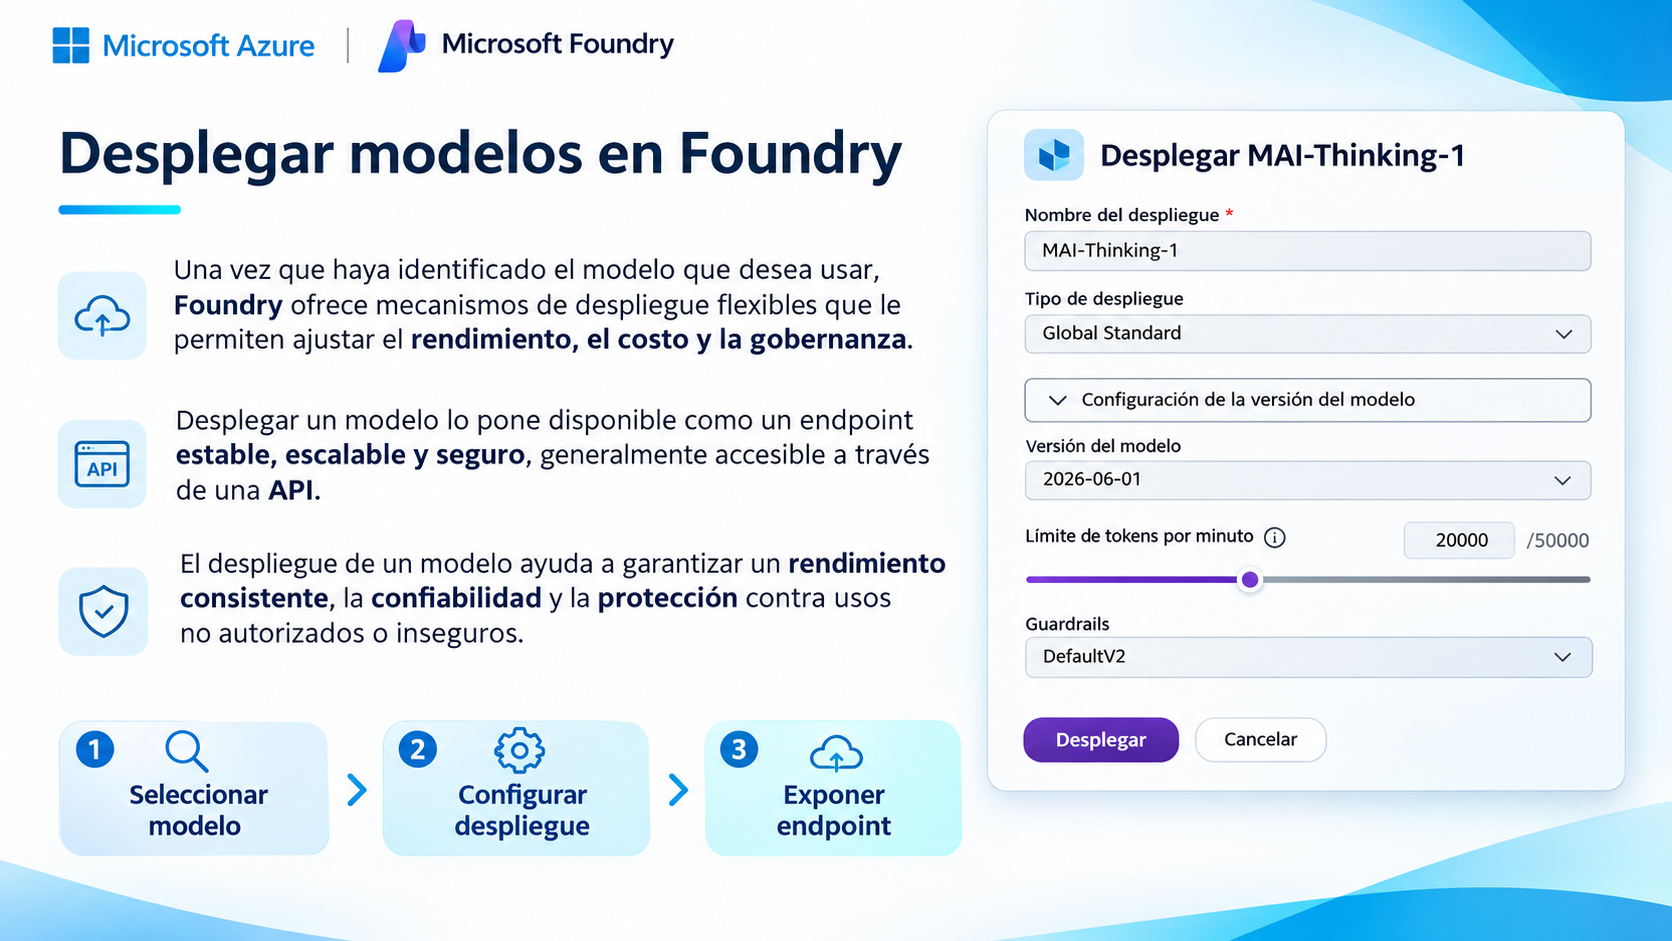 Microsoft Azure
Microsoft Foundry
Desplegar modelos en Foundry
Una vez que haya identificado el modelo que desea usar,
Foundry ofrece mecanismos de despliegue flexibles que le
permiten ajustar el rendimiento, el costo y la gobernanza.
API
Desplegar un modelo lo pone disponible como un endpoint
estable, escalable y seguro, generalmente accesible a través
de una API.
El despliegue de un modelo ayuda a garantizar un rendimiento
consistente, la confiabilidad y la protección contra usos
no autorizados o inseguros.
1
Seleccionar
modelo
2
Configurar
despliegue
3
Exponer
endpoint
Desplegar MAI-Thinking-1
Nombre del despliegue *
MAI-Thinking-1
Tipo de despliegue
Global Standard
Configuración de la versión del modelo
Versión del modelo
2026-06-01
Límite de tokens por minuto
20000 /50000
Guardrails
DefaultV2
Desplegar
Cancelar